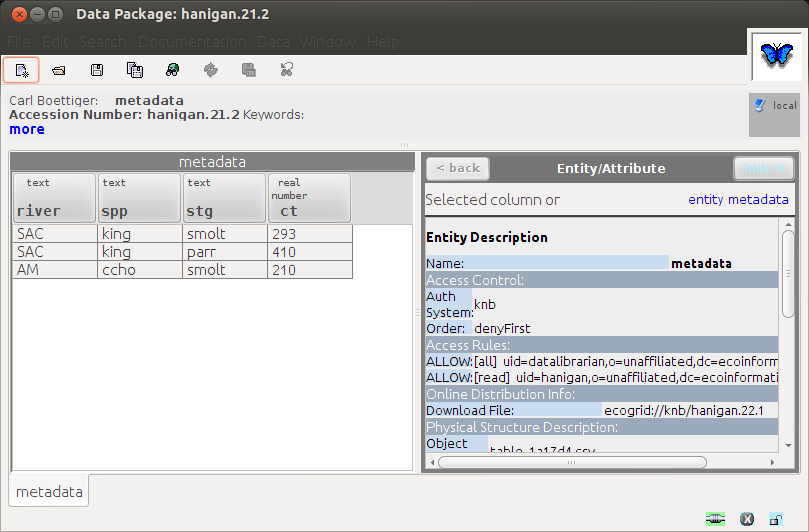 Data Package: hanigan.21.2
File Edit Search Documentation Data Window Help
Carl Boettiger: metadata
Accession Number: hanigan.21.2 Keywords:
more
local
metadata
text text text real number
river spp stg ct
SAC king smolt 293
SAC king parr 410
AM ccho smolt 210
< back Entity/Attribute
Selected column or entity metadata
Entity Description
Name: metadata
Access Control:
Auth System: knb
Order: denyFirst
Access Rules:
ALLOW:[all] uid=datalibrarian,o=unaffiliated,dc=ecoinform
ALLOW:[read] uid=hanigan,o=unaffiliated,dc=ecoinformati
Online Distribution Info:
Download File: ecogrid://knb/hanigan.22.1
Physical Structure Description:
Object
metadata